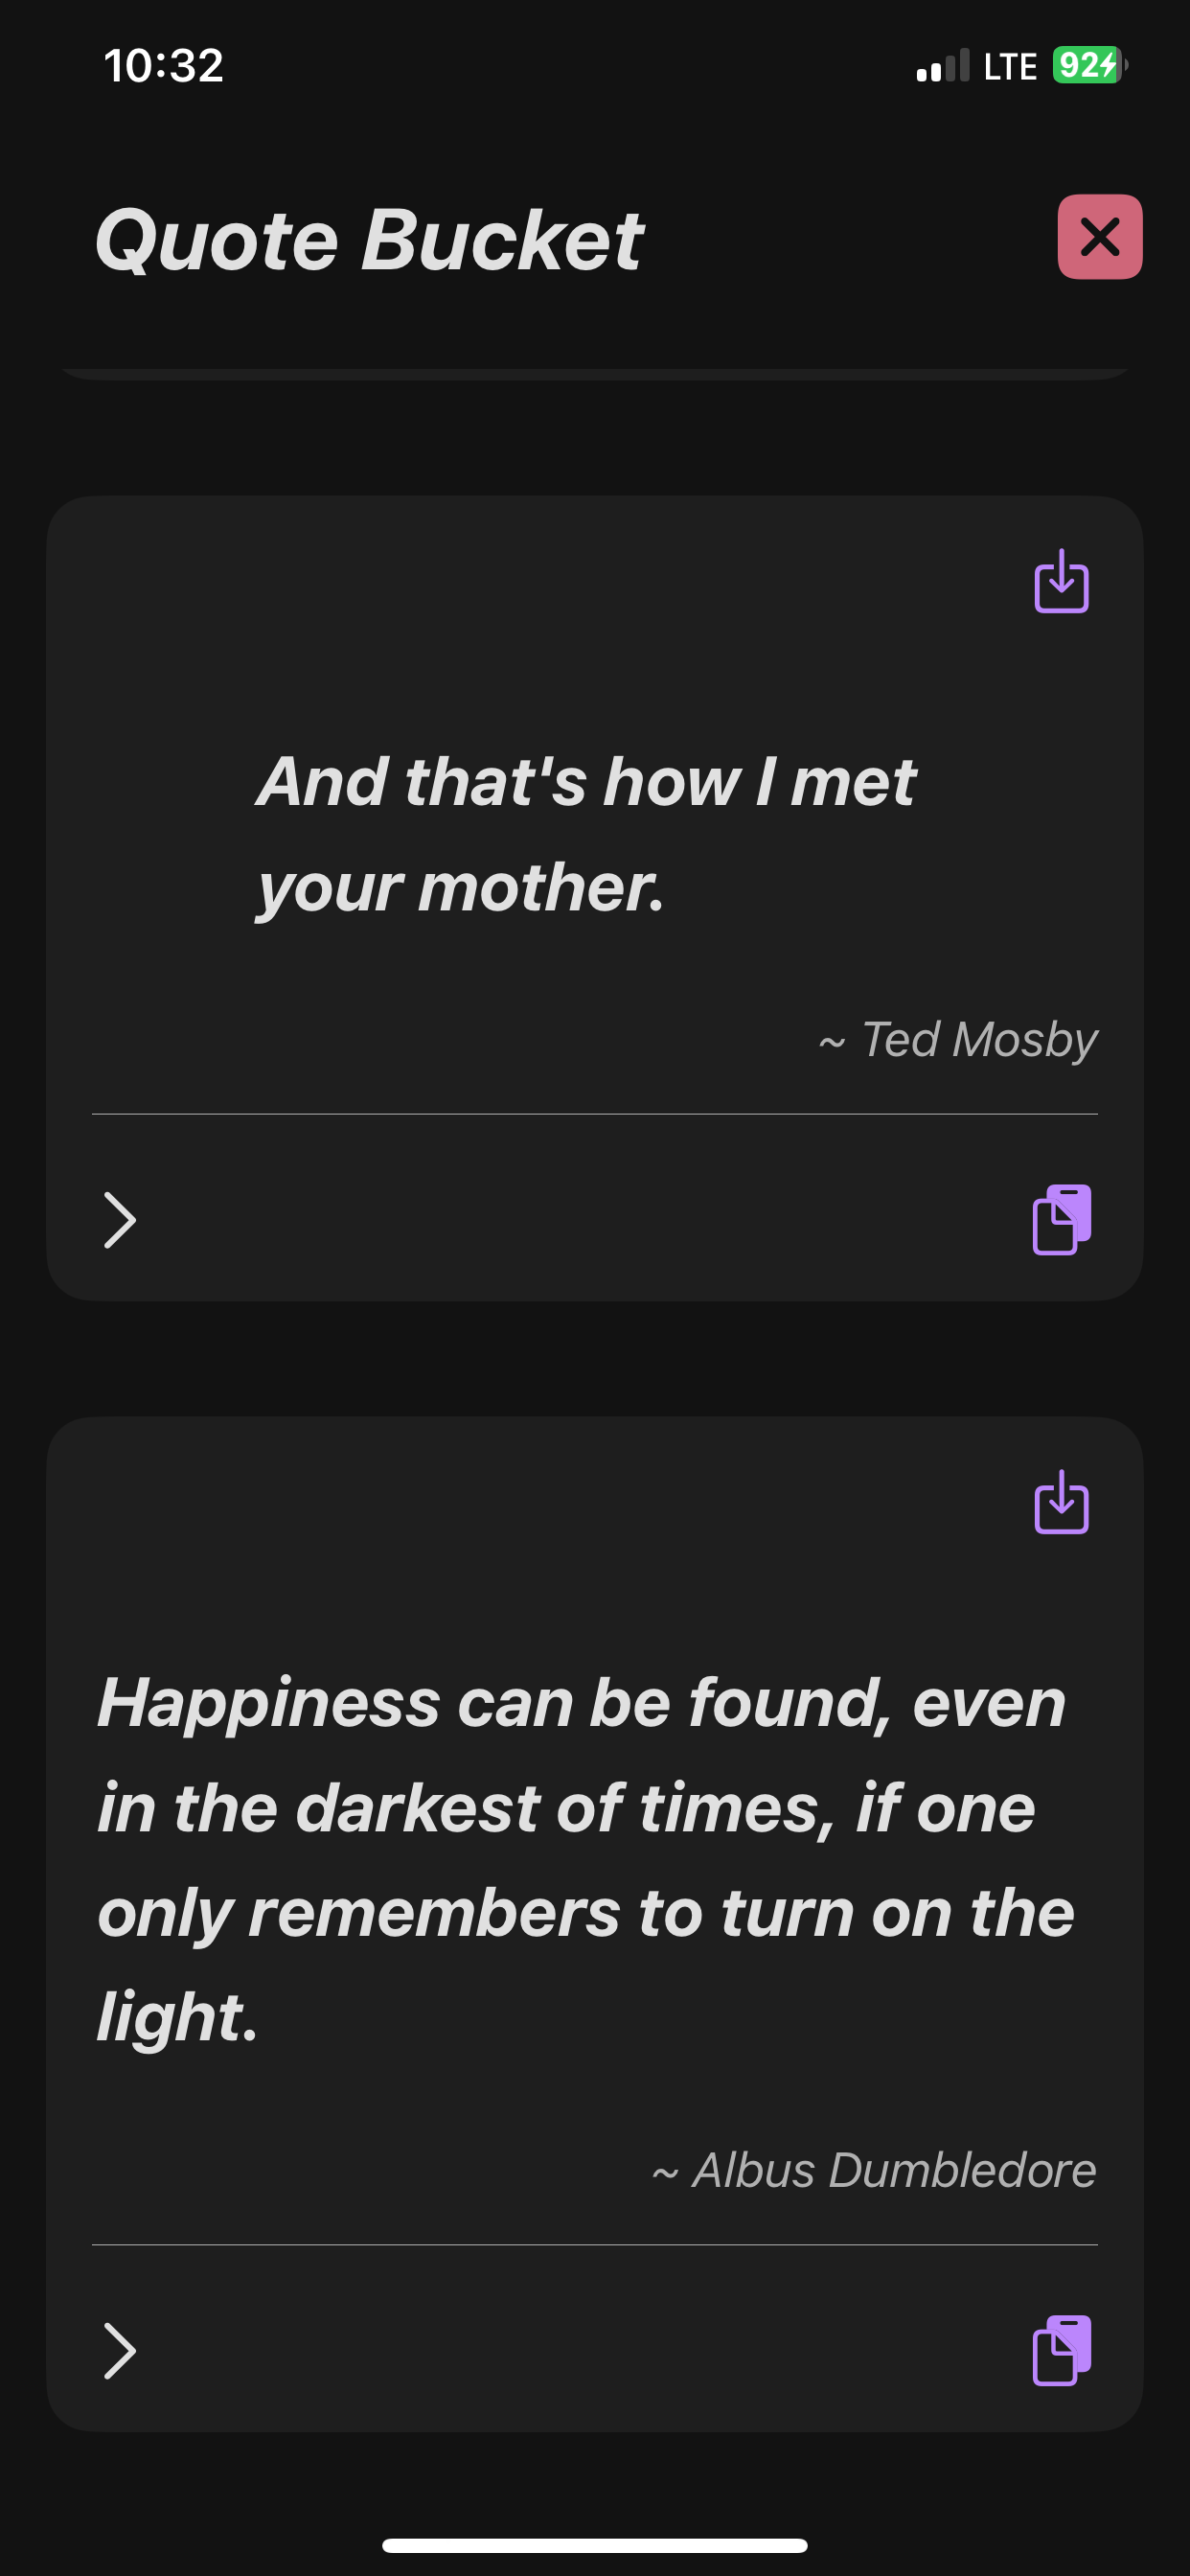 10:32
LTE
92
Quote Bucket
And that's how I met
your mother.
~ Ted Mosby
Happiness can be found, even
in the darkest of times, if one
only remembers to turn on the
light.
~ Albus Dumbledore